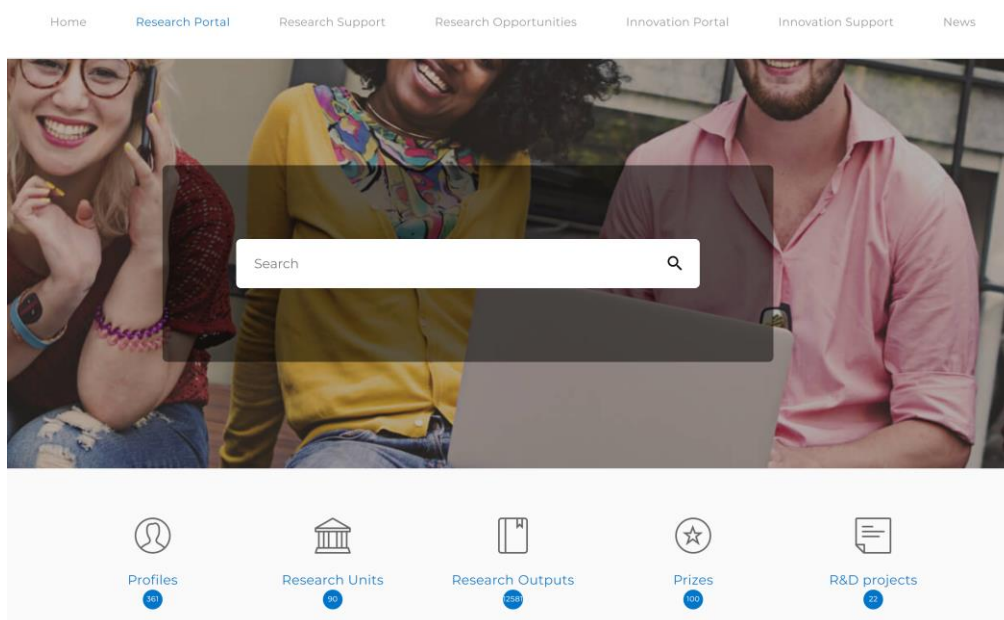 Home Research Portal Research Support Research Opportunities Innovation Portal Innovation Support News
Search
Profiles Research Units Research Outputs Prizes R&D projects
361 90 12581 100 22